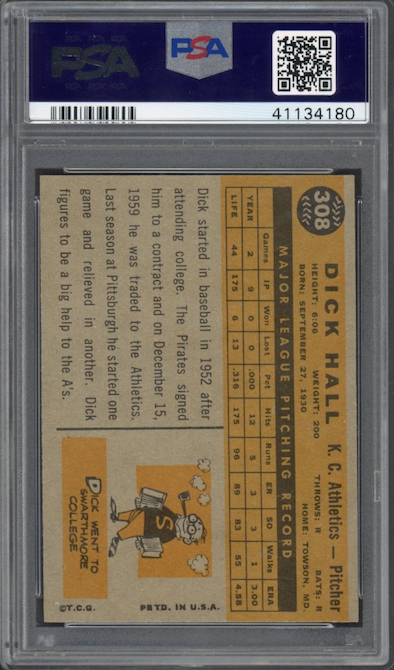 PSA
PSA
41134180
308
DICK HALL K. C. Athletics — Pitcher
HEIGHT: 6:06 WEIGHT: 200 THROWS: R BATS: R
BORN: SEPTEMBER 27, 1930 HOME: TOWSON, MD.
MAJOR LEAGUE PITCHING RECORD
Games IP Won Lost Pct Hits Runs ER SO Walks ERA
YEAR 2 9 0 0 .000 12 5 3 3 1 3.00
LIFE 44 175 6 13 .316 175 96 89 83 55 4.58
Dick started in baseball in 1952 after
attending college. The Pirates signed
him to a contract and on December 15,
1959 he was traded to the Athletics.
Last season at Pittsburgh he started one
game and relieved in another. Dick
figures to be a big help to the A's.
S
DICK WENT TO
SWARTHMORE
COLLEGE
©T.C.G. PRTD. IN U.S.A.